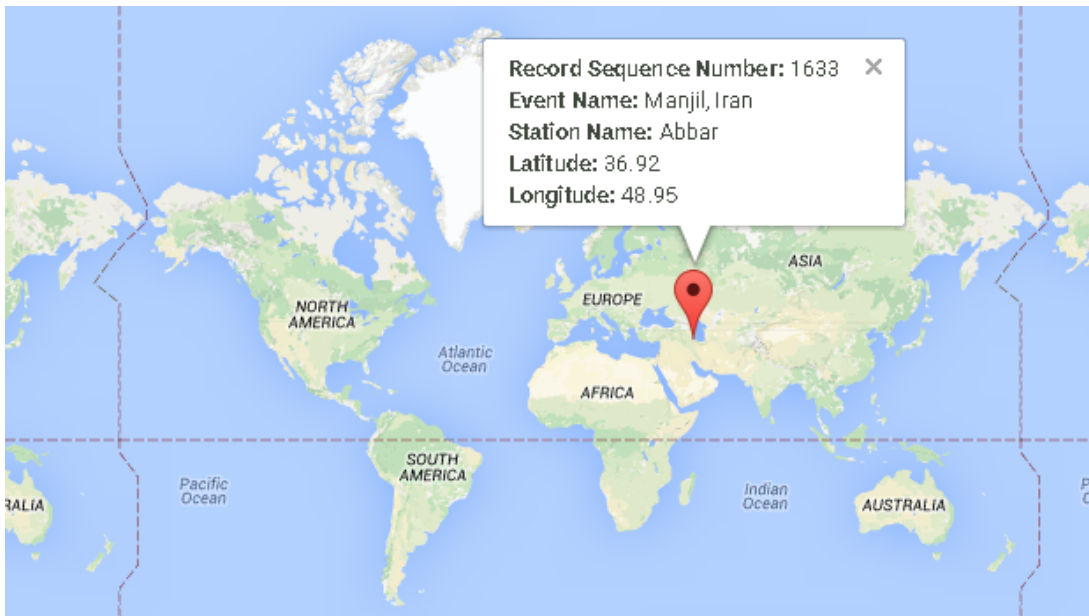 Record Sequence Number: 1633
Event Name: Manjil, Iran
Station Name: Abbar
Latitude: 36.92
Longitude: 48.95
ASIA
EUROPE
NORTH
AMERICA
Atlantic
Ocean
AFRICA
SOUTH
AMERICA
Pacific
Ocean
Indian
Ocean
RALIA
AUSTRALIA
P